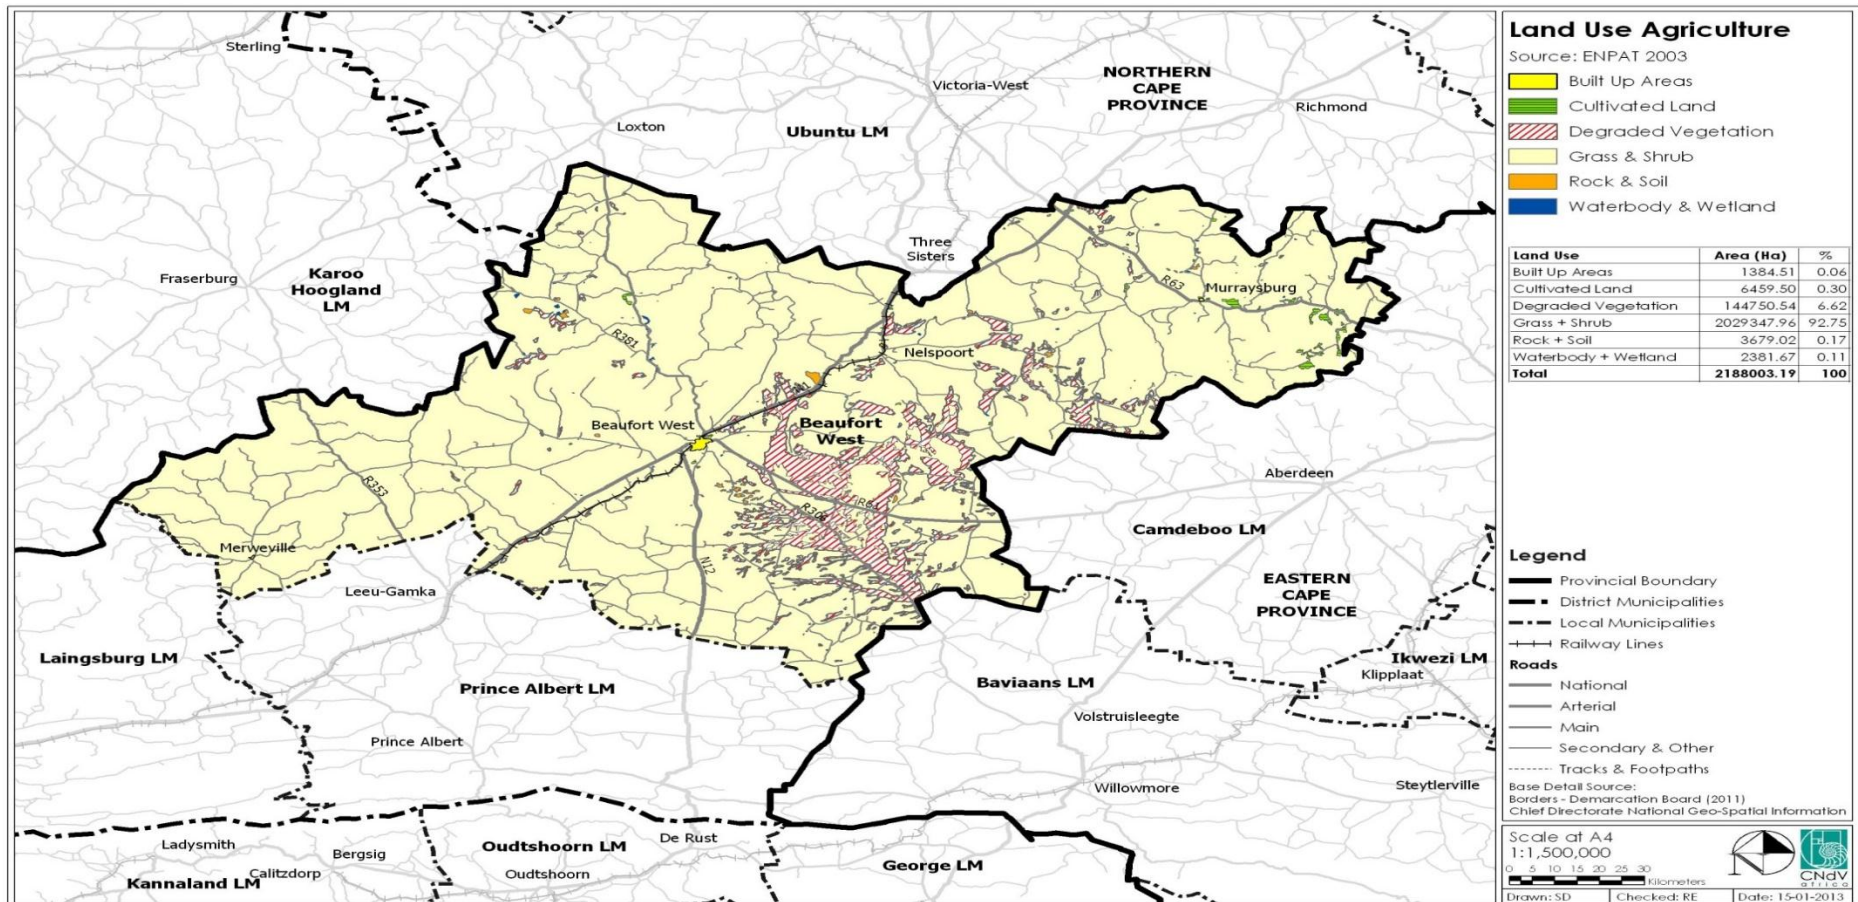 Sterling
Victoria-West
NORTHERN
CAPE
PROVINCE
Richmond
Loxton
Ubuntu LM
Three
Sisters
Fraserburg
Karoo
Hoogland
LM
R63
Murraysburg
R381
Nelspoort
Beaufort West
Beaufort
West
Aberdeen
R353
R306
Camdeboo LM
Merweville
N12
Leeu-Gamka
EASTERN
CAPE
PROVINCE
Laingsburg LM
Prince Albert LM
Baviaans LM
Ikwezi LM
Klipplaat
Volstruisleegte
Prince Albert
Willowmore
Steytlerville
De Rust
Ladysmith
Bergsig
Oudtshoorn LM
Calitzdorp
Oudtshoorn
George LM
Kannaland LM
Land Use Agriculture
Source: ENPAT 2003
Built Up Areas
Cultivated Land
Degraded Vegetation
Grass & Shrub
Rock & Soil
Waterbody & Wetland
Land Use Area (Ha) %
Built Up Areas 1384.51 0.06
Cultivated Land 6459.50 0.30
Degraded Vegetation 144750.54 6.62
Grass + Shrub 2029347.96 92.75
Rock + Soil 3679.02 0.17
Waterbody + Wetland 2381.67 0.11
Total 2188003.19 100
Legend
Provincial Boundary
District Municipalities
Local Municipalities
Railway Lines
Roads
National
Arterial
Main
Secondary & Other
Tracks & Footpaths
Base Detail Source:
Borders - Demarcation Board (2011)
Chief Directorate National Geo-Spatial Information
Scale at A4
1:1,500,000
0 5 10 15 20 25 30
Kilometers
N
CNdV
africa
Drawn: SD Checked: RE Date: 15-01-2013